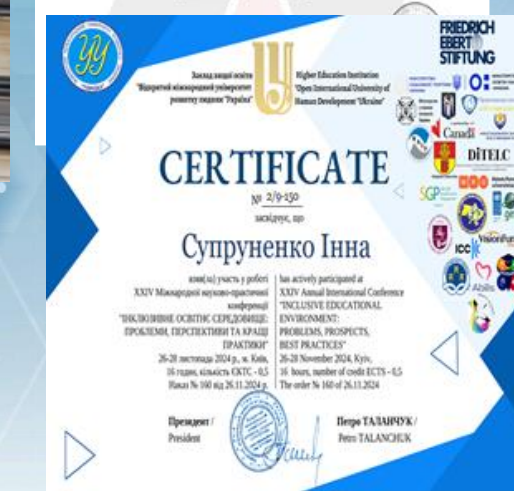 FRIEDRICH
EBERT
STIFTUNG
Заклад вищої освіти
"Відкритий міжнародний університет
розвитку людини "Україна"
Higher Education Institution
"Open International University of
Human Development "Ukraine"
CERTIFICATE
№ 2/9-150
засвідчує, що
Супруненко Інна
взяв(ла) участь у роботі
XXIV Міжнародної науково-практичної
конференції
"ІНКЛЮЗИВНЕ ОСВІТНЄ СЕРЕДОВИЩЕ:
ПРОБЛЕМИ, ПЕРСПЕКТИВИ ТА КРАЩІ
ПРАКТИКИ"
26-28 листопада 2024 р., м. Київ,
16 годин, кількість ЄКТС - 0,5
Наказ № 160 від 26.11.2024 р.
has actively participated at
XXIV Annual International Conference
"INCLUSIVE EDUCATIONAL
ENVIRONMENT:
PROBLEMS, PROSPECTS,
BEST PRACTICES"
26-28 November 2024, Kyiv,
16 hours, number of credit ECTS - 0,5
The order № 160 of 26.11.2024
Президент /
President
Петро ТАЛАНЧУК /
Petro TALANCHUK
Canada
DiTELC
SGP
VisionFund
ICC
Abilis